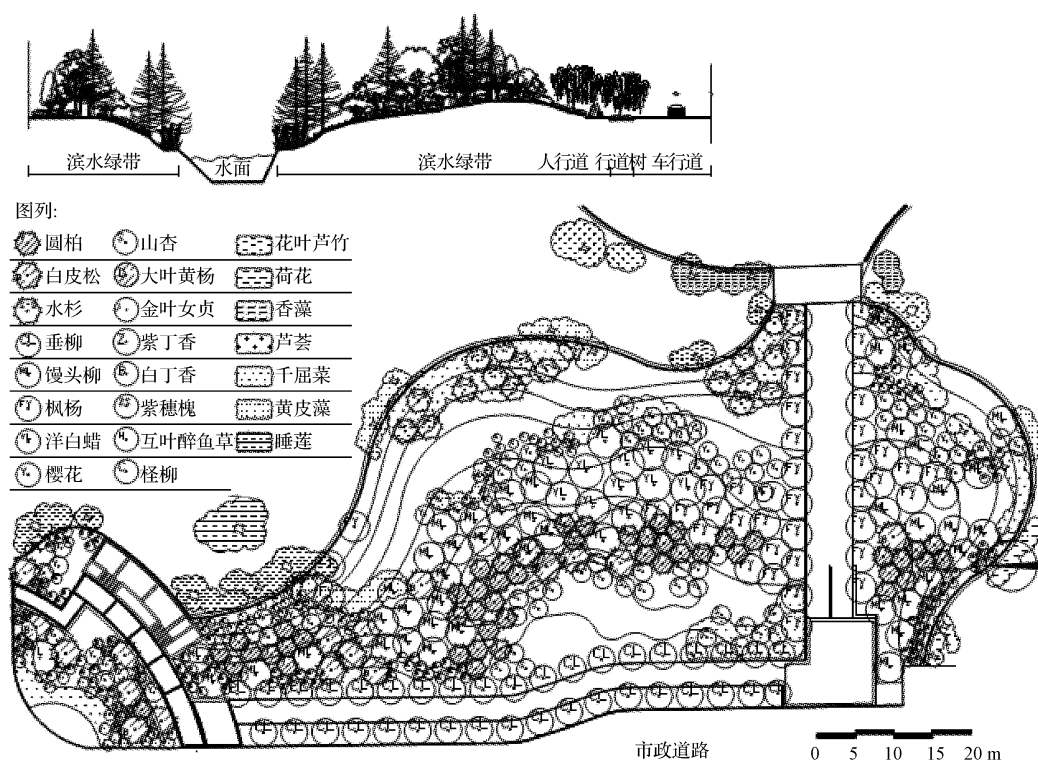 滨水绿带 水面 滨水绿带 人行道 行道树 车行道
图列:
圆柏 山杏 花叶芦竹
白皮松 大叶黄杨 荷花
水杉 金叶女贞 香藻
垂柳 紫丁香 芦荟
馒头柳 白丁香 千屈菜
枫杨 紫穗槐 黄皮藻
洋白蜡 互叶醉鱼草 睡莲
樱花 柽柳
市政道路
0 5 10 15 20 m